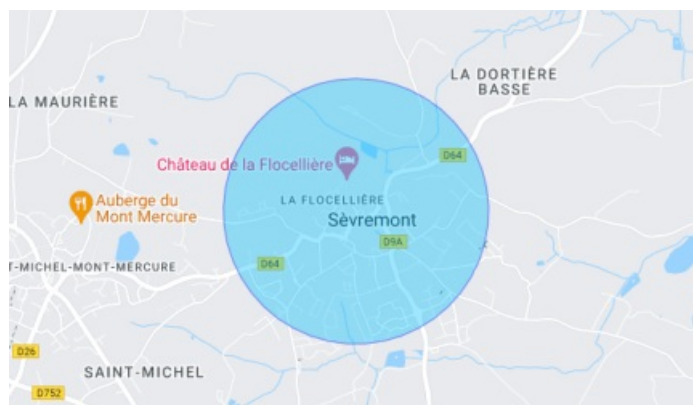 LA DORTIÈRE
BASSE
LA MAURIÈRE
D64
Château de la Flocellière
Auberge du
Mont Mercure
LA FLOCELLIÈRE
Sèvremont
D9A
T-MICHEL-MONT-MERCURE
D64
D26
SAINT-MICHEL
D752